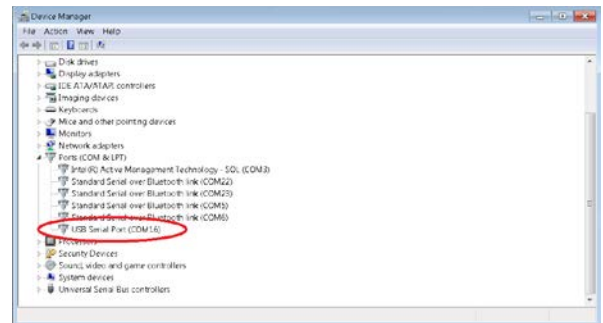 Device Manager
File Action View Help
Disk drives
Display adapters
IDE ATA/ATAPI controllers
Imaging devices
Keyboards
Mice and other pointing devices
Monitors
Network adapters
Ports (COM & LPT)
Intel(R) Active Management Technology - SOL (COM3)
Standard Serial over Bluetooth link (COM22)
Standard Serial over Bluetooth link (COM23)
Standard Serial over Bluetooth link (COM5)
Standard Serial over Bluetooth link (COM6)
USB Serial Port (COM16)
Processors
Security Devices
Sound, video and game controllers
System devices
Universal Serial Bus controllers